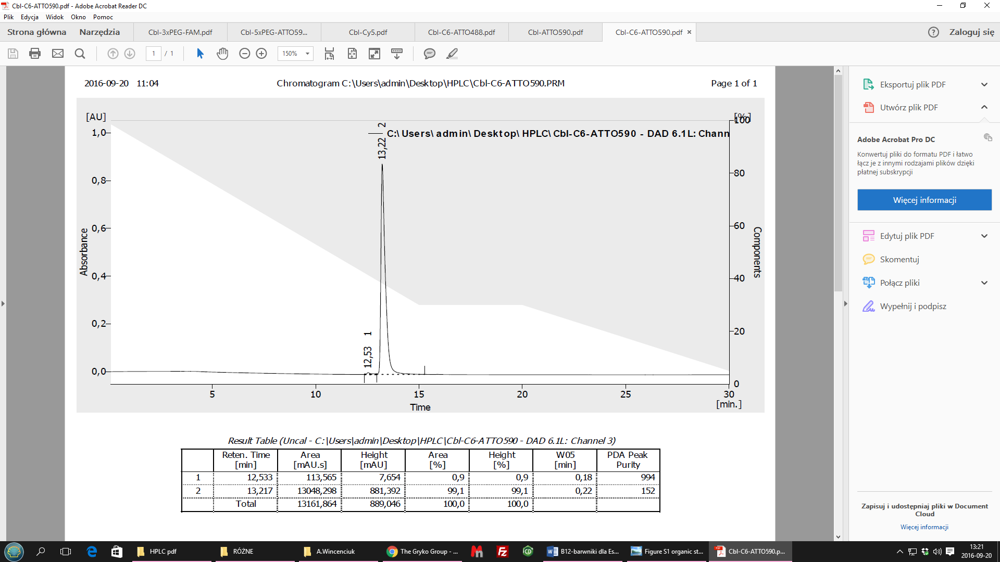 Cbl-C6-ATTO590.pdf - Adobe Acrobat Reader DC
Plik Edycja Widok Okno Pomoc
Strona główna Narzędzia Cbl-3xPEG-FAM.pdf Cbl-5xPEG-ATTO59... Cbl-Cy5.pdf Cbl-C6-ATTO488.pdf Cbl-ATTO590.pdf Cbl-C6-ATTO590.pdf × ? Zaloguj się
1 / 1 150%
2016-09-20 11:04 Chromatogram C:\Users\admin\Desktop\HPLC\Cbl-C6-ATTO590.PRM Page 1 of 1
[AU] [%]
1,0
0,8
0,6
0,4
0,2
0,0
Absorbance
C:\Users\admin\Desktop\HPLC\Cbl-C6-ATTO590 - DAD 6.1L: Chann
13,22 2
12,53 1
100
80
60
40
20
0
Components
5 10 15 20 25 30
Time [min.]
Result Table (Uncal - C:\Users\admin\Desktop\HPLC\Cbl-C6-ATTO590 - DAD 6.1L: Channel 3)
Reten. Time Area Height Area Height W05 PDA Peak
[min] [mAU.s] [mAU] [%] [%] [min] Purity
1 12,533 113,565 7,654 0,9 0,9 0,18 994
2 13,217 13048,298 881,392 99,1 99,1 0,22 152
Total 13161,864 889,046 100,0 100,0
Eksportuj plik PDF
Utwórz plik PDF
Adobe Acrobat Pro DC
Konwertuj pliki do formatu PDF i łatwo
łącz je z innymi rodzajami plików dzięki
płatnej subskrypcji
Więcej informacji
Edytuj plik PDF
Skomentuj
Połącz pliki
Wypełnij i podpisz
Zapisuj i udostępniaj pliki w Document
Cloud
Więcej informacji
HPLC pdf RÓŻNE A.Wincenciuk The Gryko Group - ... B12-barwniki dla Es... Figure S1 organic st... Cbl-C6-ATTO590.p...
13:21
2016-09-20